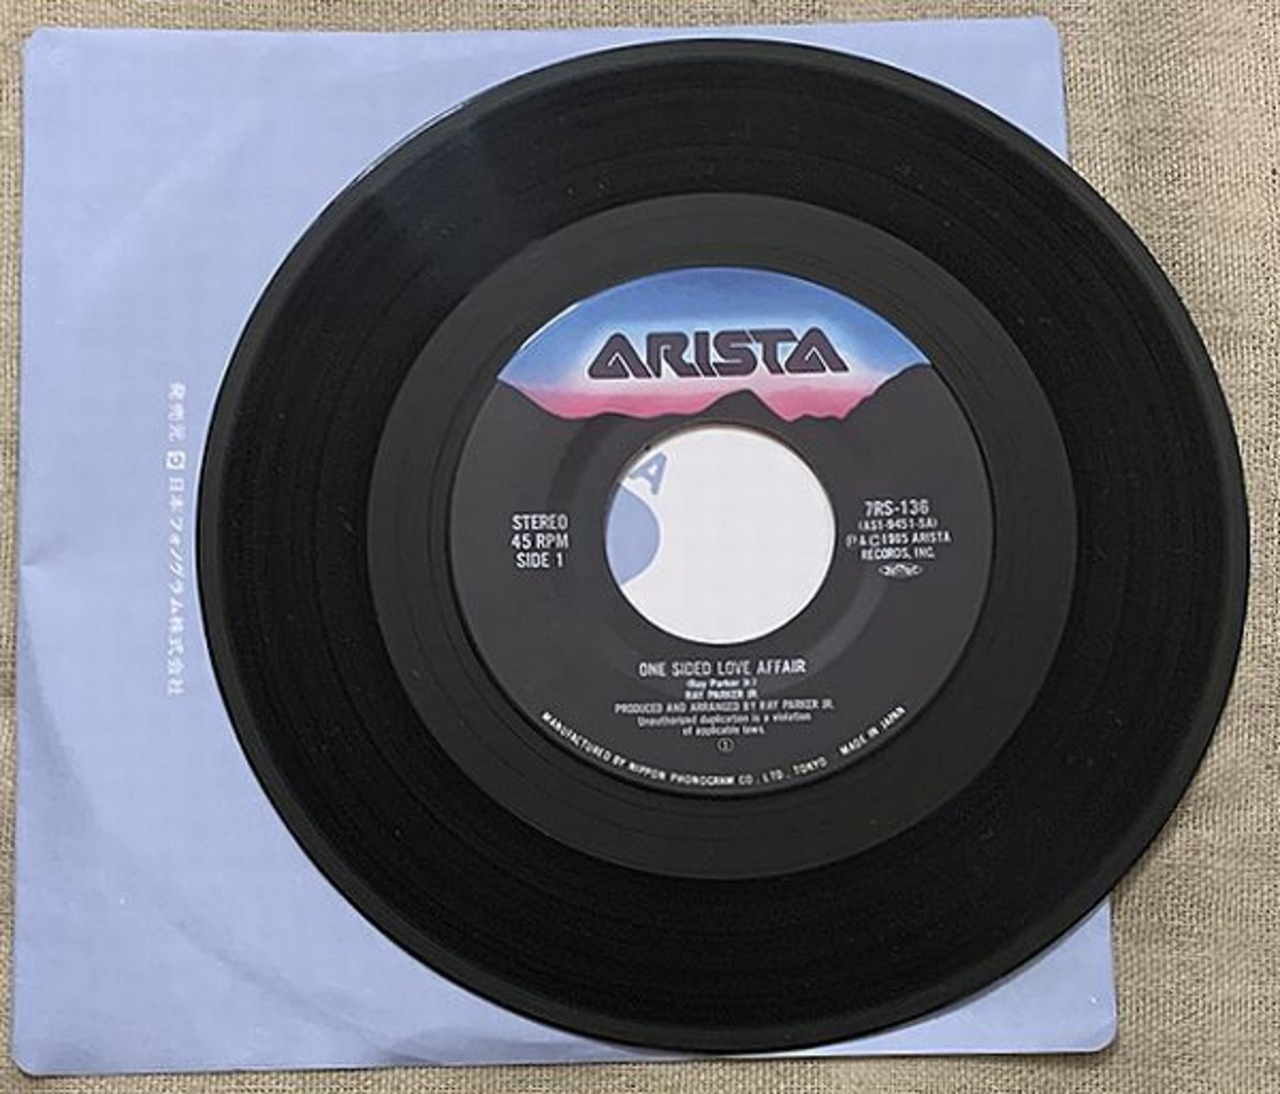 ARISTA
STEREO
45 RPM
SIDE 1
7RS-136
(AS1-9451-SA)
℗ & © 1985 ARISTA
RECORDS, INC.
A
ONE SIDED LOVE AFFAIR
(Ray Parker Jr.)
RAY PARKER JR.
PRODUCED AND ARRANGED BY RAY PARKER JR.
Unauthorized duplication is a violation
of applicable laws.
①
MANUFACTURED BY NIPPON PHONOGRAM CO., LTD., TOKYO MADE IN JAPAN
発売元 日本フォノグラム株式会社